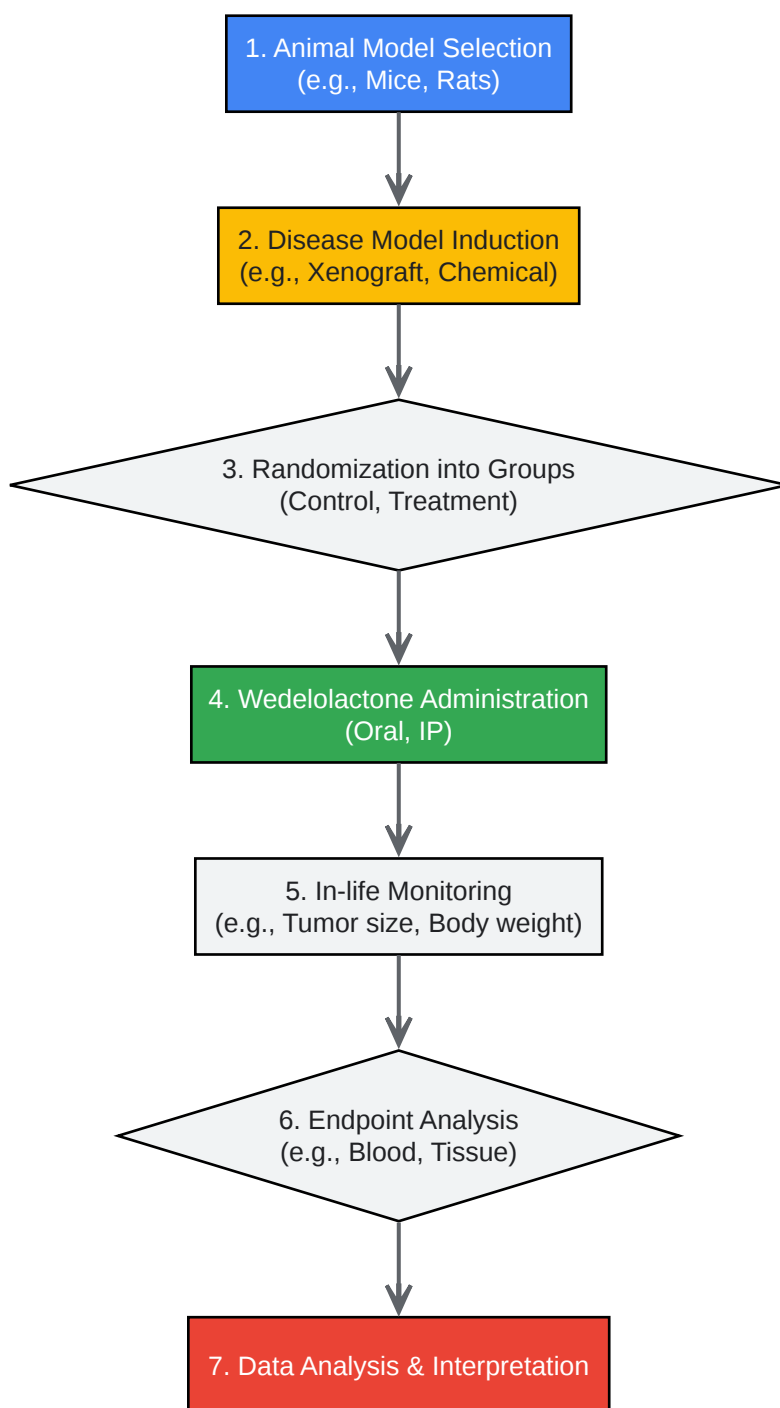 1. Animal Model Selection
(e.g., Mice, Rats)
2. Disease Model Induction
(e.g., Xenograft, Chemical)
3. Randomization into Groups
(Control, Treatment)
4. Wedelolactone Administration
(Oral, IP)
5. In-life Monitoring
(e.g., Tumor size, Body weight)
6. Endpoint Analysis
(e.g., Blood, Tissue)
7. Data Analysis & Interpretation